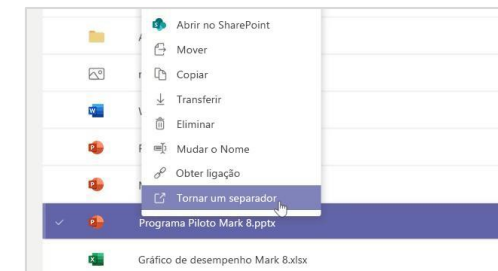 Abrir no SharePoint
Mover
Copiar
Transferir
Eliminar
Mudar o Nome
Obter ligação
Tornar um separador
Programa Piloto Mark 8.pptx
Gráfico de desempenho Mark 8.xlsx